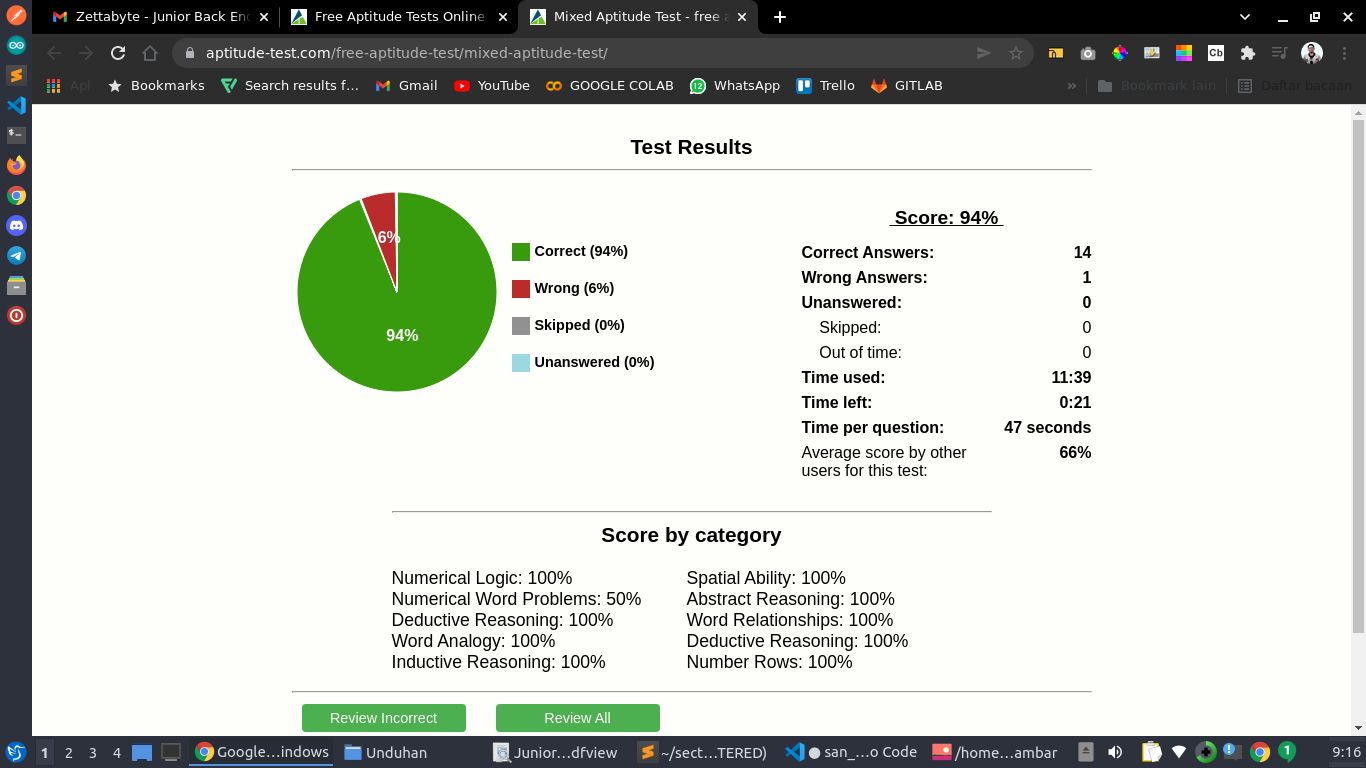 Zettabyte - Junior Back En
Free Aptitude Tests Online
Mixed Aptitude Test - free a
aptitude-test.com/free-aptitude-test/mixed-aptitude-test/
Apl
Bookmarks
Search results f...
Gmail
YouTube
GOOGLE COLAB
WhatsApp
Trello
GITLAB
»
Bookmark lain
Daftar bacaan
Test Results
6%
94%
Correct (94%)
Wrong (6%)
Skipped (0%)
Unanswered (0%)
Score: 94%
Correct Answers: 14
Wrong Answers: 1
Unanswered: 0
Skipped: 0
Out of time: 0
Time used: 11:39
Time left: 0:21
Time per question: 47 seconds
Average score by other 66%
users for this test:
Score by category
Numerical Logic: 100%
Numerical Word Problems: 50%
Deductive Reasoning: 100%
Word Analogy: 100%
Inductive Reasoning: 100%
Spatial Ability: 100%
Abstract Reasoning: 100%
Word Relationships: 100%
Deductive Reasoning: 100%
Number Rows: 100%
Review Incorrect
Review All
1 2 3 4
Google...indows
Unduhan
Junior...dfview
~/sect...TERED)
● san_...o Code
/home...ambar
1
9:16